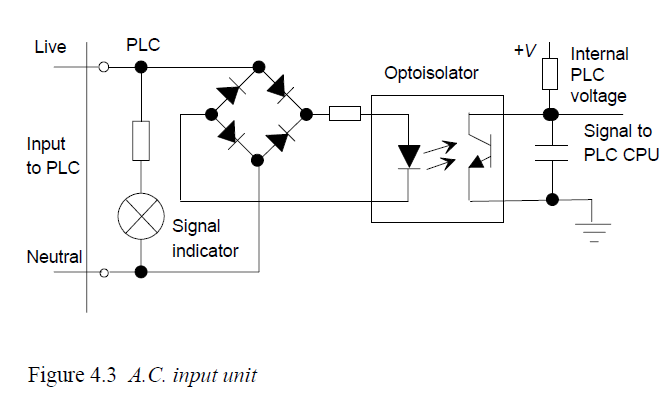 Live
PLC
+V
Internal
PLC
voltage
Optoisolator
Signal to
PLC CPU
Input
to PLC
Signal
indicator
Neutral
Figure 4.3 A.C. input unit